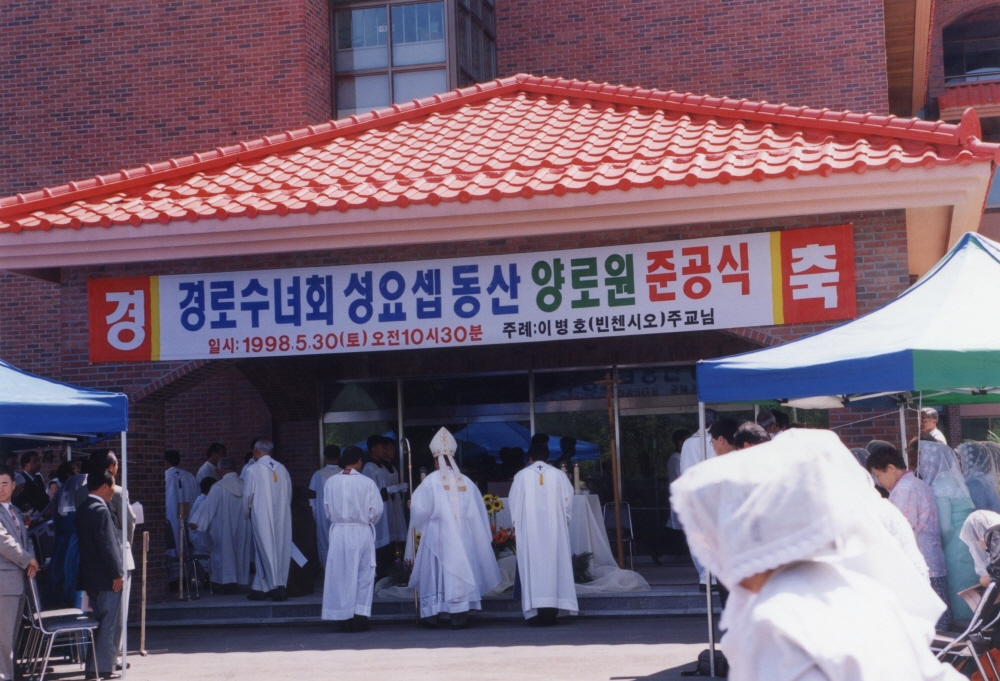 경 경로수녀회 성요셉 동산 양로원 준공식 축
일시:1998.5.30(토) 오전10시30분 주례:이병호(빈첸시오)주교님